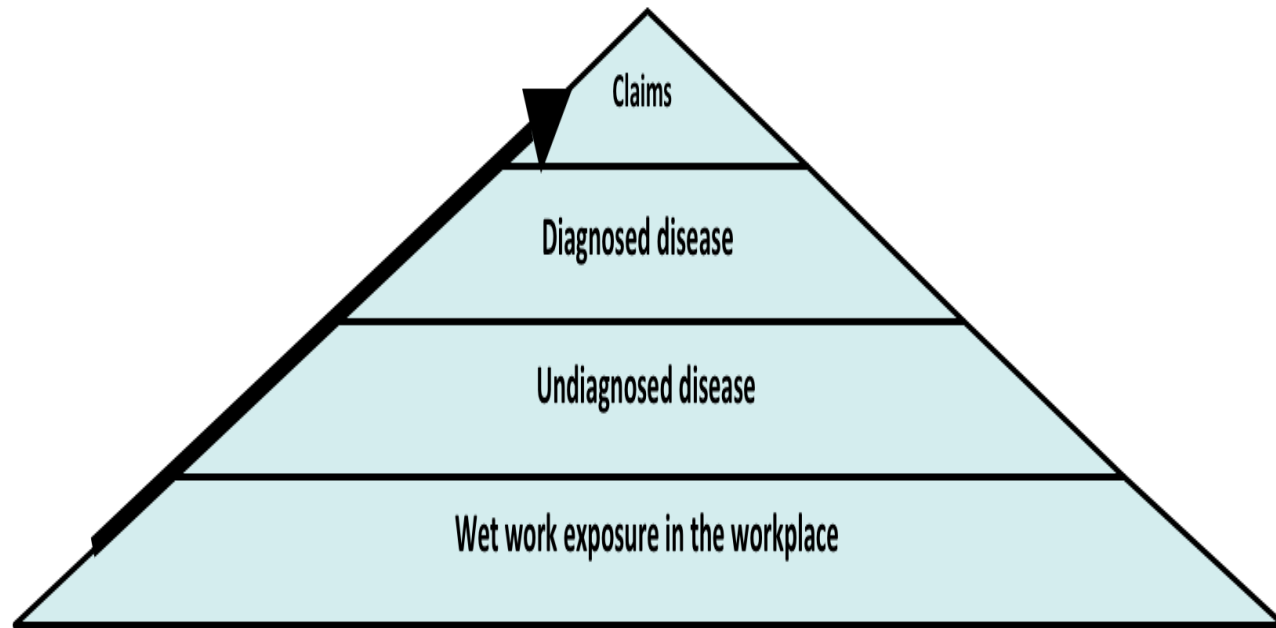 Claims
Diagnosed disease
Undiagnosed disease
Wet work exposure in the workplace